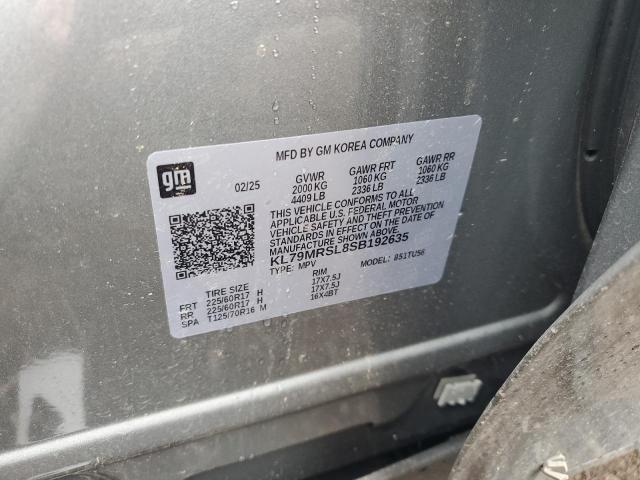 MFD BY GM KOREA COMPANY
gm
02/25
GVWR GAWR FRT GAWR RR
2000 KG 1060 KG 1060 KG
4409 LB 2336 LB 2336 LB
THIS VEHICLE CONFORMS TO ALL
APPLICABLE U.S. FEDERAL MOTOR
VEHICLE SAFETY AND THEFT PREVENTION
STANDARDS IN EFFECT ON THE DATE OF
MANUFACTURE SHOWN ABOVE.
KL79MRSL8SB192635
TYPE: MPV MODEL: 851TU56
TIRE SIZE RIM
FRT 225/60R17 H 17X7.5J
RR 225/60R17 H 17X7.5J
SPA T125/70R16 M 16X4BT